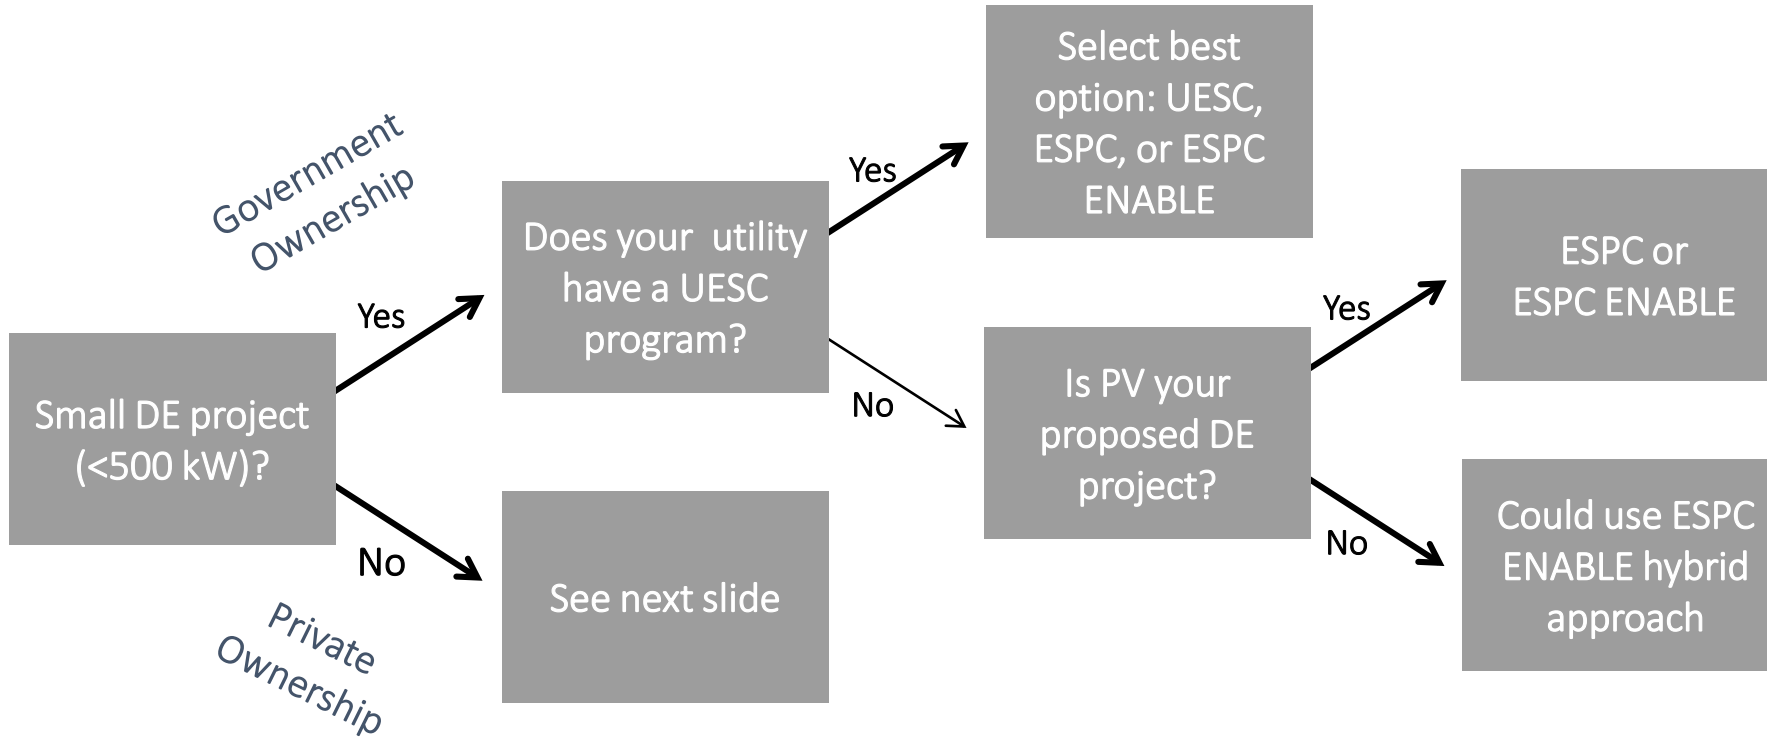 Small DE project
(<500 kW)?
Government
Ownership
Yes
No
Private
Ownership
Does your utility
have a UESC
program?
See next slide
Yes
No
Select best
option: UESC,
ESPC, or ESPC
ENABLE
Is PV your
proposed DE
project?
Yes
No
ESPC or
ESPC ENABLE
Could use ESPC
ENABLE hybrid
approach